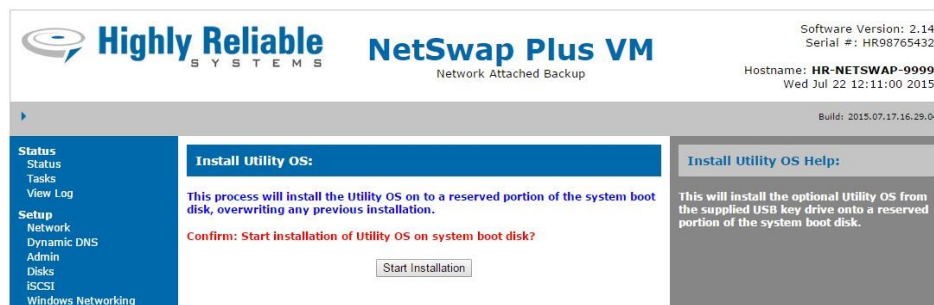 Highly Reliable
SYSTEMS
NetSwap Plus VM
Network Attached Backup
Software Version: 2.14
Serial #: HR98765432
Hostname: HR-NETSWAP-9999
Wed Jul 22 12:11:00 2015
Build: 2015.07.17.16.29.04
Status
Status
Tasks
View Log
Setup
Network
Dynamic DNS
Admin
Disks
iSCSI
Windows Networking
Install Utility OS:
This process will install the Utility OS on to a reserved portion of the system boot
disk, overwriting any previous installation.
Confirm: Start installation of Utility OS on system boot disk?
Start Installation
Install Utility OS Help:
This will install the optional Utility OS from
the supplied USB key drive onto a reserved
portion of the system boot disk.